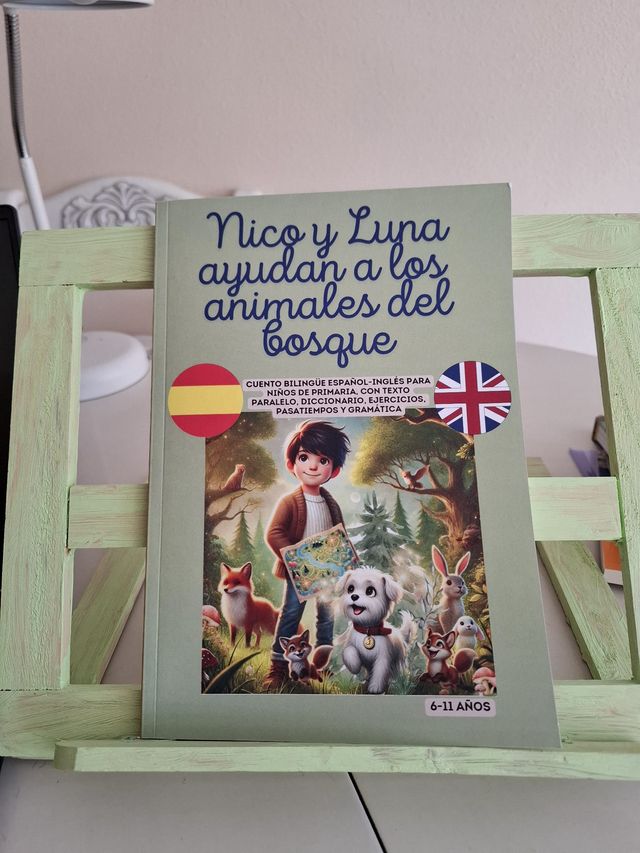 Nico y Luna
ayudan a los
animales del
bosque
CUENTO BILINGÜE ESPAÑOL-INGLÉS PARA
NIÑOS DE PRIMARIA, CON TEXTO
PARALELO, DICCIONARIO, EJERCICIOS,
PASATIEMPOS Y GRAMÁTICA
6-11 AÑOS